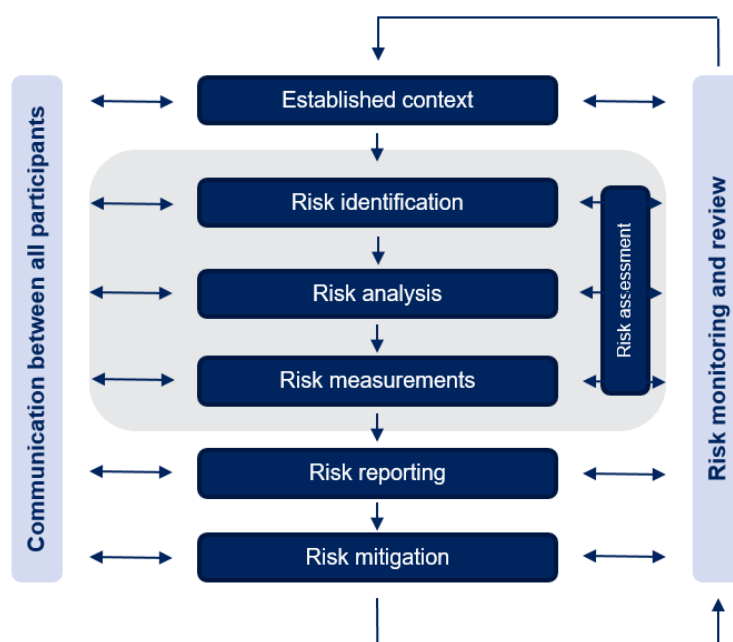 Communication between all participants
Established context
Risk identification
Risk analysis
Risk measurements
Risk assessment
Risk reporting
Risk mitigation
Risk monitoring and review